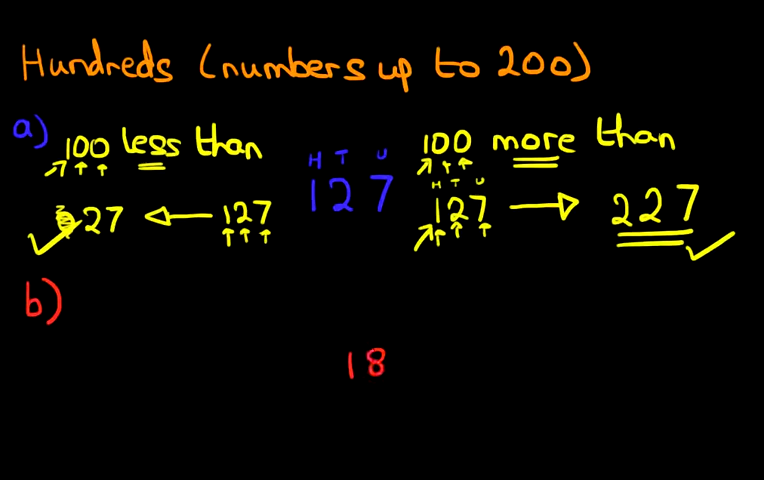 Hundreds (numbers up to 200)
a) 100 less than 100 more than
H T U
127
H T U
27 127 127 227
b)
18